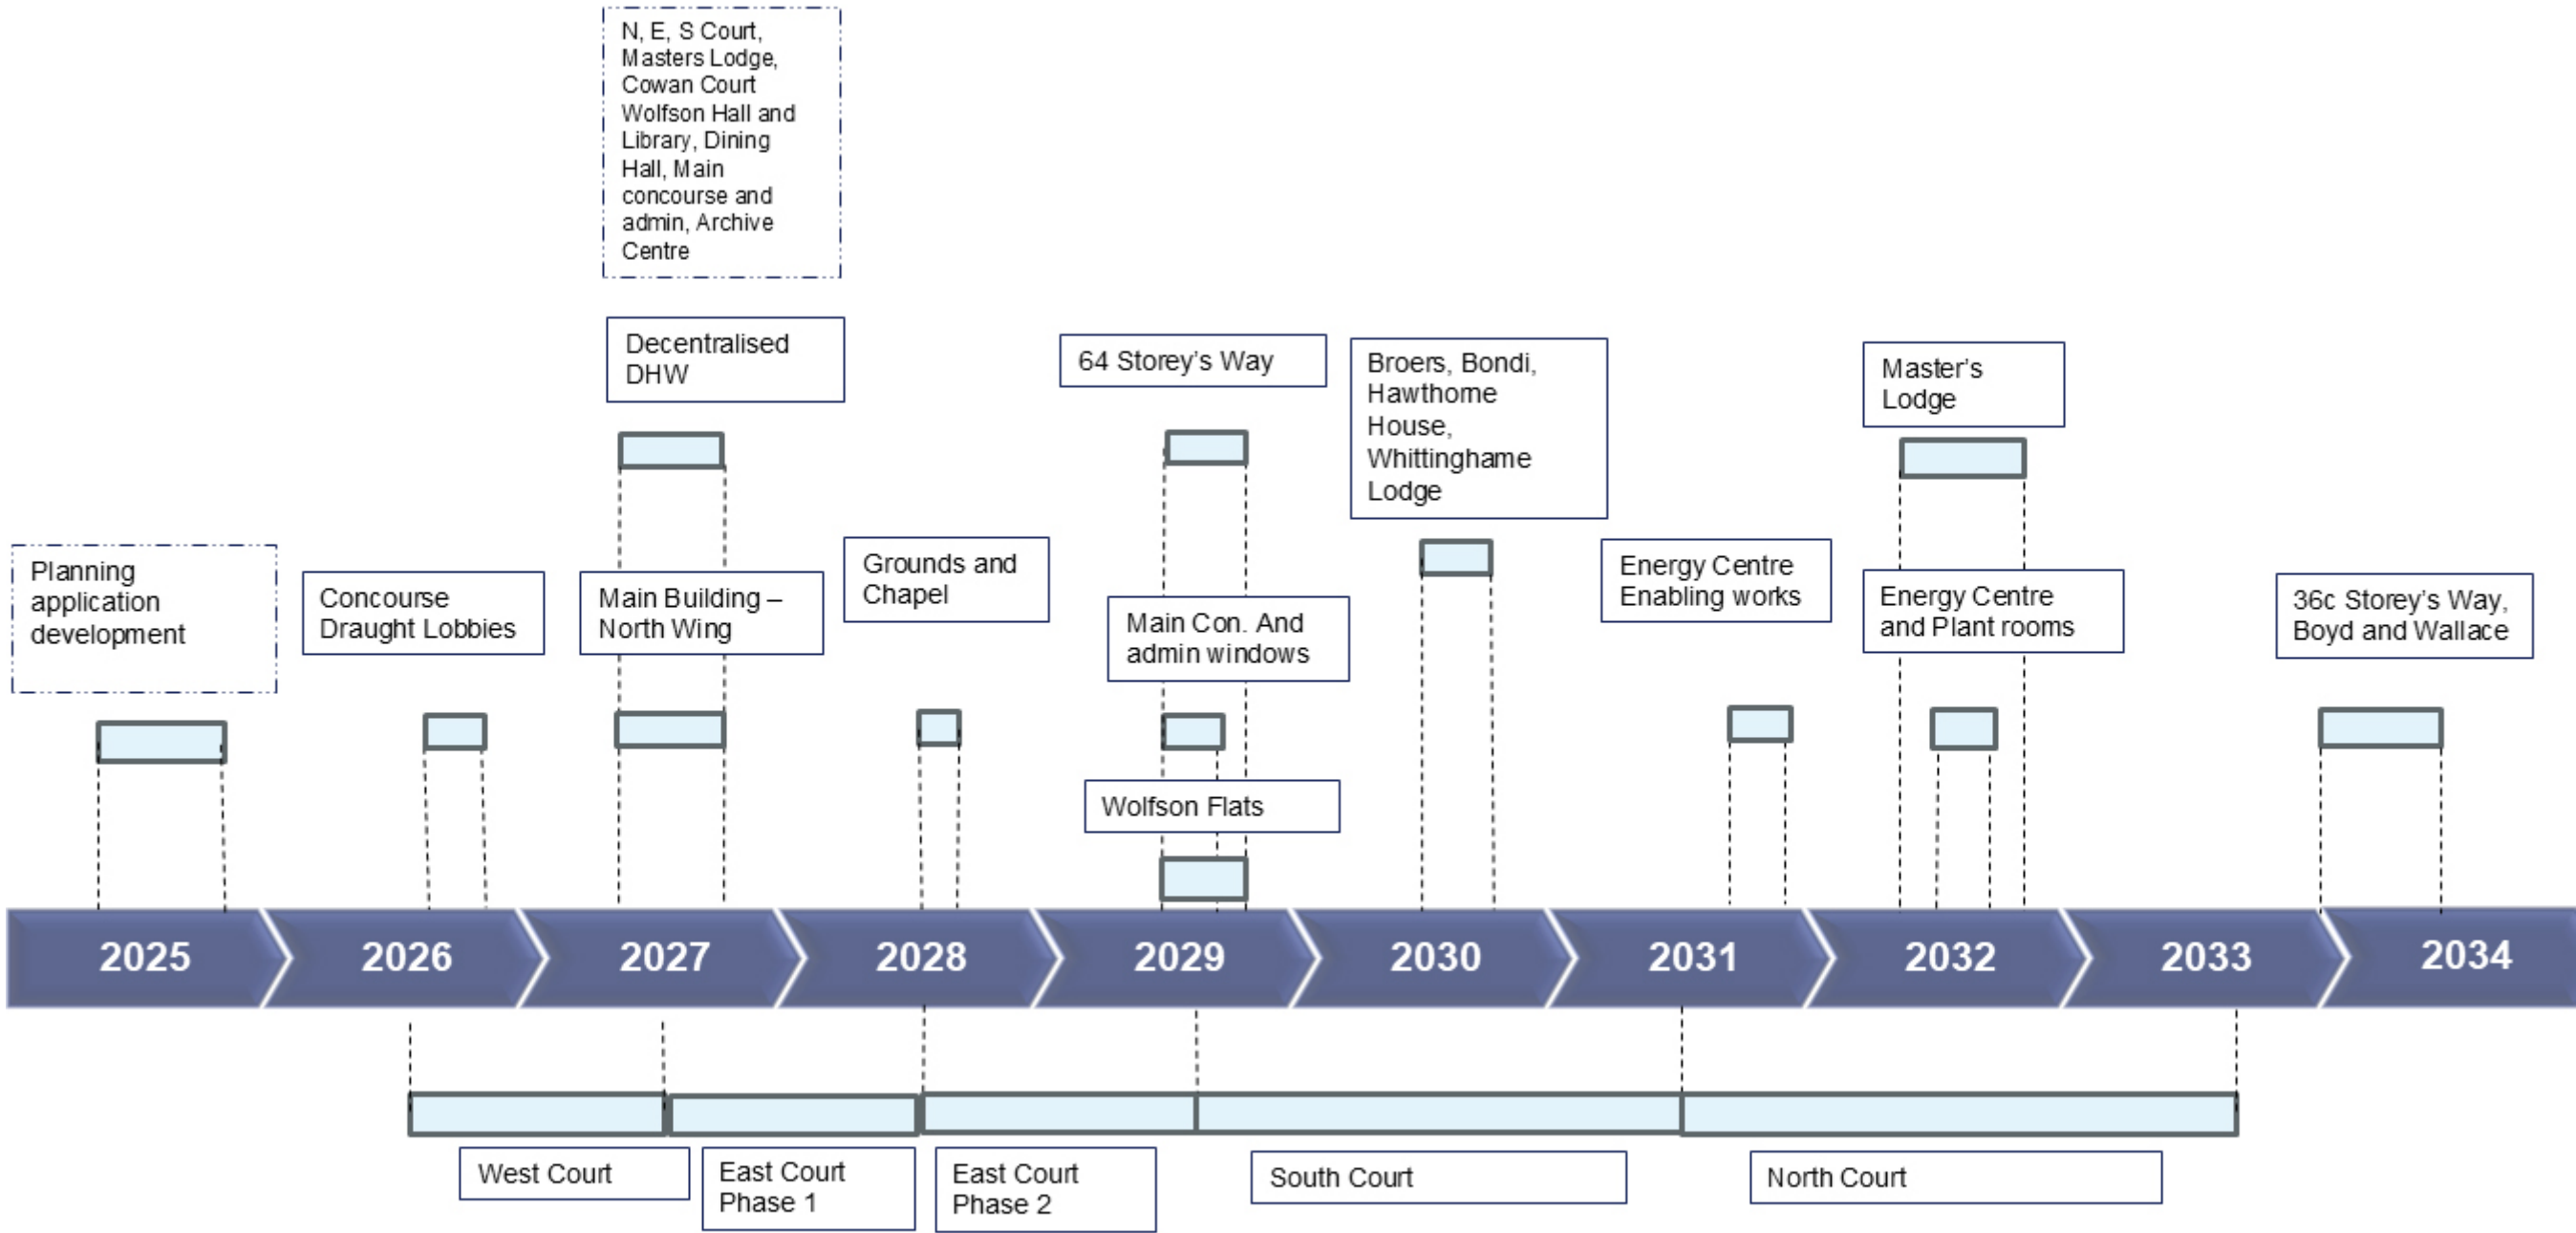 N, E, S Court,
Masters Lodge,
Cowan Court
Wolfson Hall and
Library, Dining
Hall, Main
concourse and
admin, Archive
Centre
Decentralised
DHW
64 Storey's Way
Broers, Bondi,
Hawthorne
House,
Whittinghame
Lodge
Master's
Lodge
Planning
application
development
Concourse
Draught Lobbies
Main Building –
North Wing
Grounds and
Chapel
Main Con. And
admin windows
Energy Centre
Enabling works
Energy Centre
and Plant rooms
36c Storey's Way,
Boyd and Wallace
Wolfson Flats
2025
2026
2027
2028
2029
2030
2031
2032
2033
2034
West Court
East Court
Phase 1
East Court
Phase 2
South Court
North Court